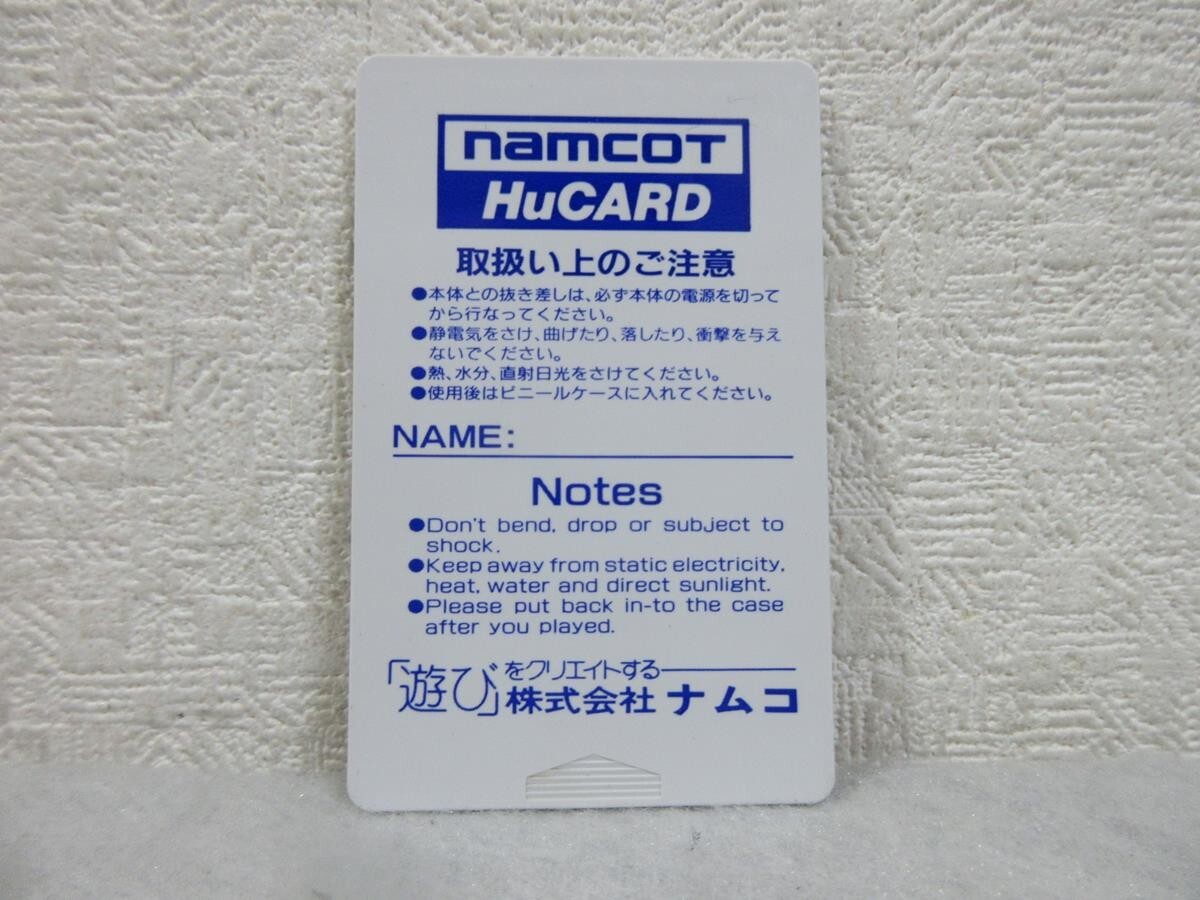 namcot
HuCARD
取扱い上のご注意
●本体との抜き差しは、必ず本体の電源を切って
から行なってください。
●静電気をさけ、曲げたり、落したり、衝撃を与え
ないでください。
●熱、水分、直射日光をさけてください。
●使用後はビニールケースに入れてください。
NAME:
Notes
●Don't bend, drop or subject to
shock.
●Keep away from static electricity,
heat, water and direct sunlight.
●Please put back in-to the case
after you played.
「遊び」をクリエイトする
株式会社ナムコ